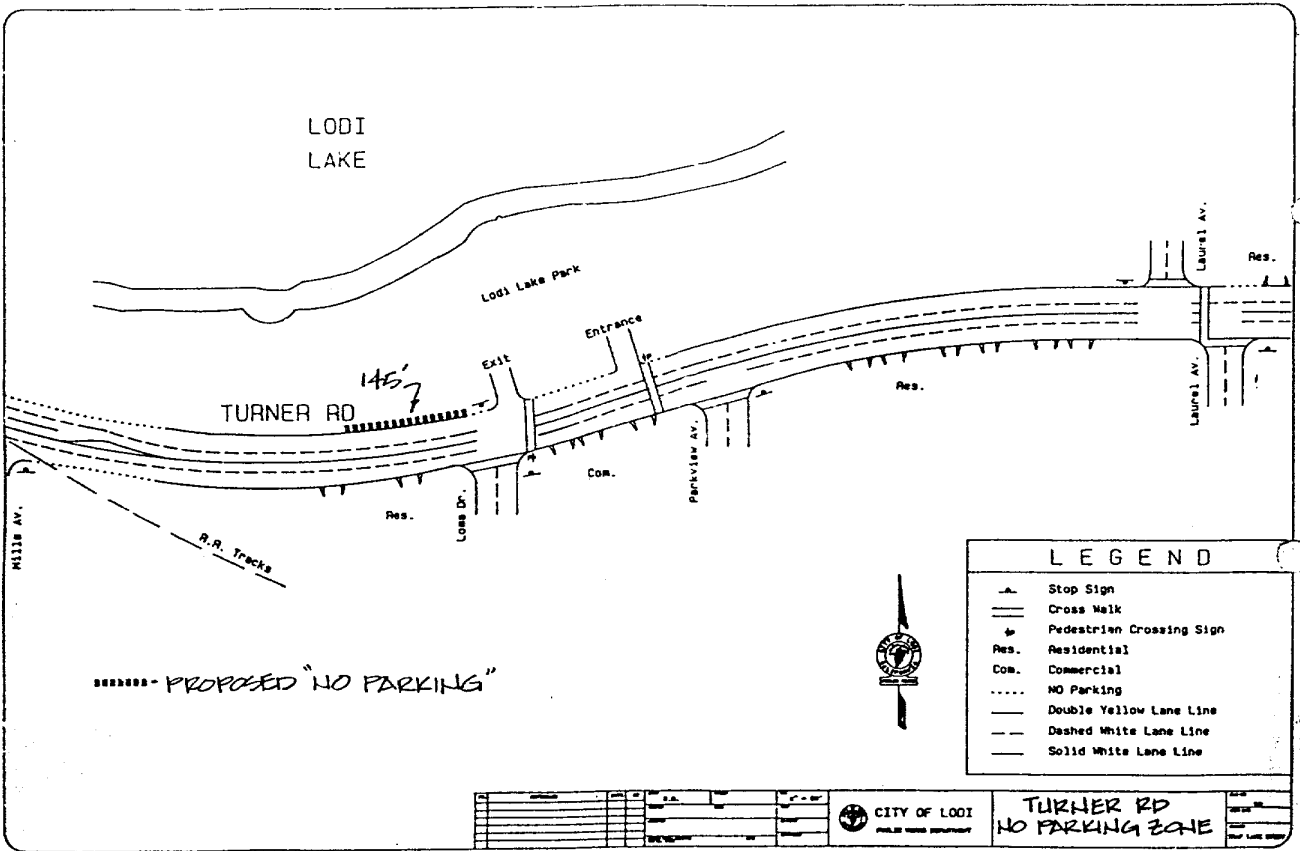 LODI
LAKE
Lodi Lake Park
Laurel Av.
Res.
Entrance
Exit
145'
TURNER RD
Res.
Laurel Av.
Com.
Parkview Av.
Res.
Loma Dr.
Mills Av.
R.R. Tracks
PROPOSED "NO PARKING"
LEGEND
Stop Sign
Cross Walk
Pedestrian Crossing Sign
Res. Residential
Com. Commercial
NO Parking
Double Yellow Lane Line
Dashed White Lane Line
Solid White Lane Line
CITY OF LODI
PUBLIC WORKS DEPARTMENT
TURNER RD
NO PARKING ZONE